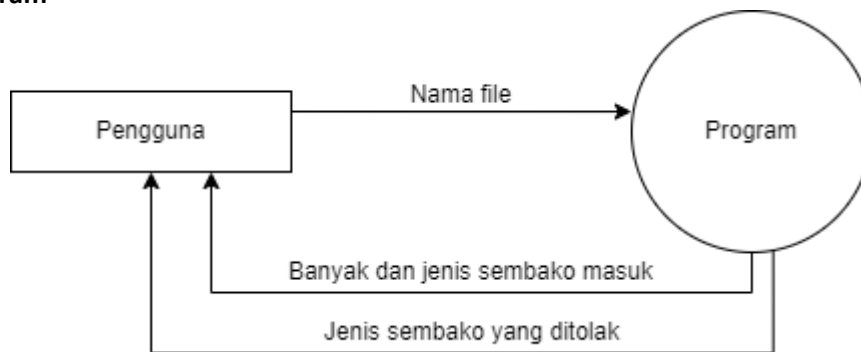 Nama file
Pengguna
Program
Banyak dan jenis sembako masuk
Jenis sembako yang ditolak